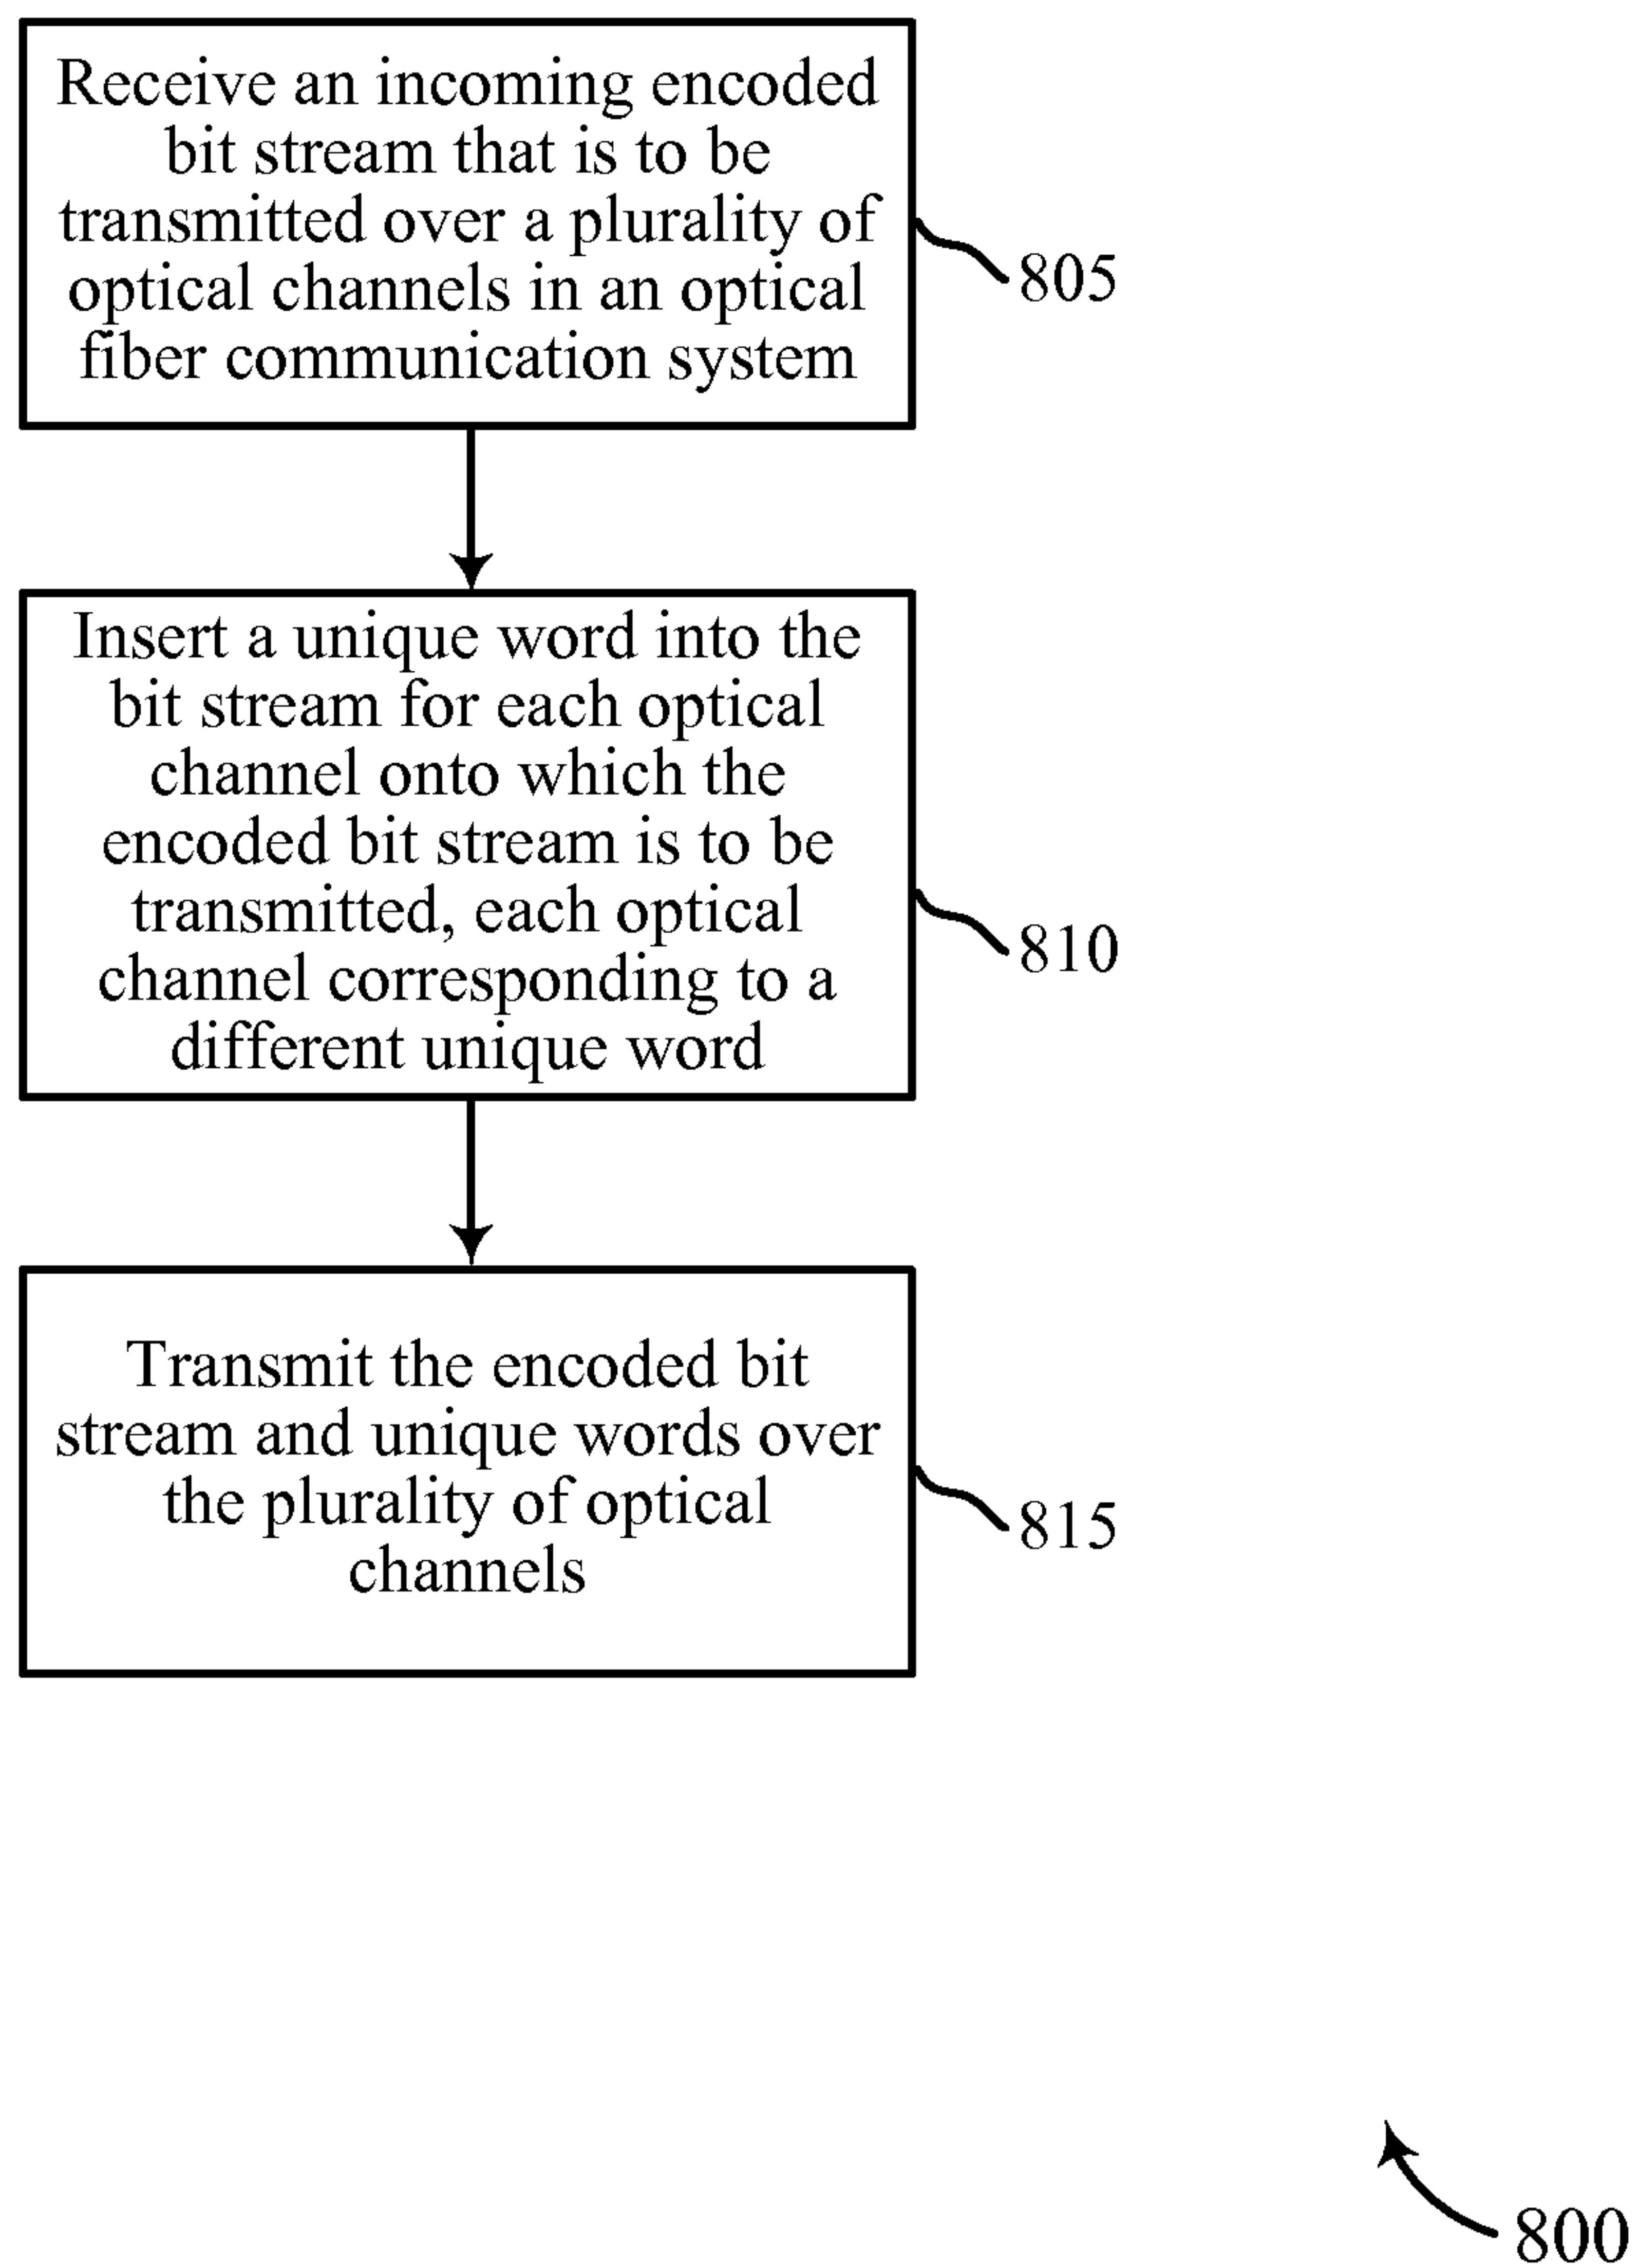 Receive an incoming encoded
bit stream that is to be
transmitted over a plurality of
optical channels in an optical
fiber communication system
805
Insert a unique word into the
bit stream for each optical
channel onto which the
encoded bit stream is to be
transmitted, each optical
channel corresponding to a
different unique word
810
Transmit the encoded bit
stream and unique words over
the plurality of optical
channels
815
800